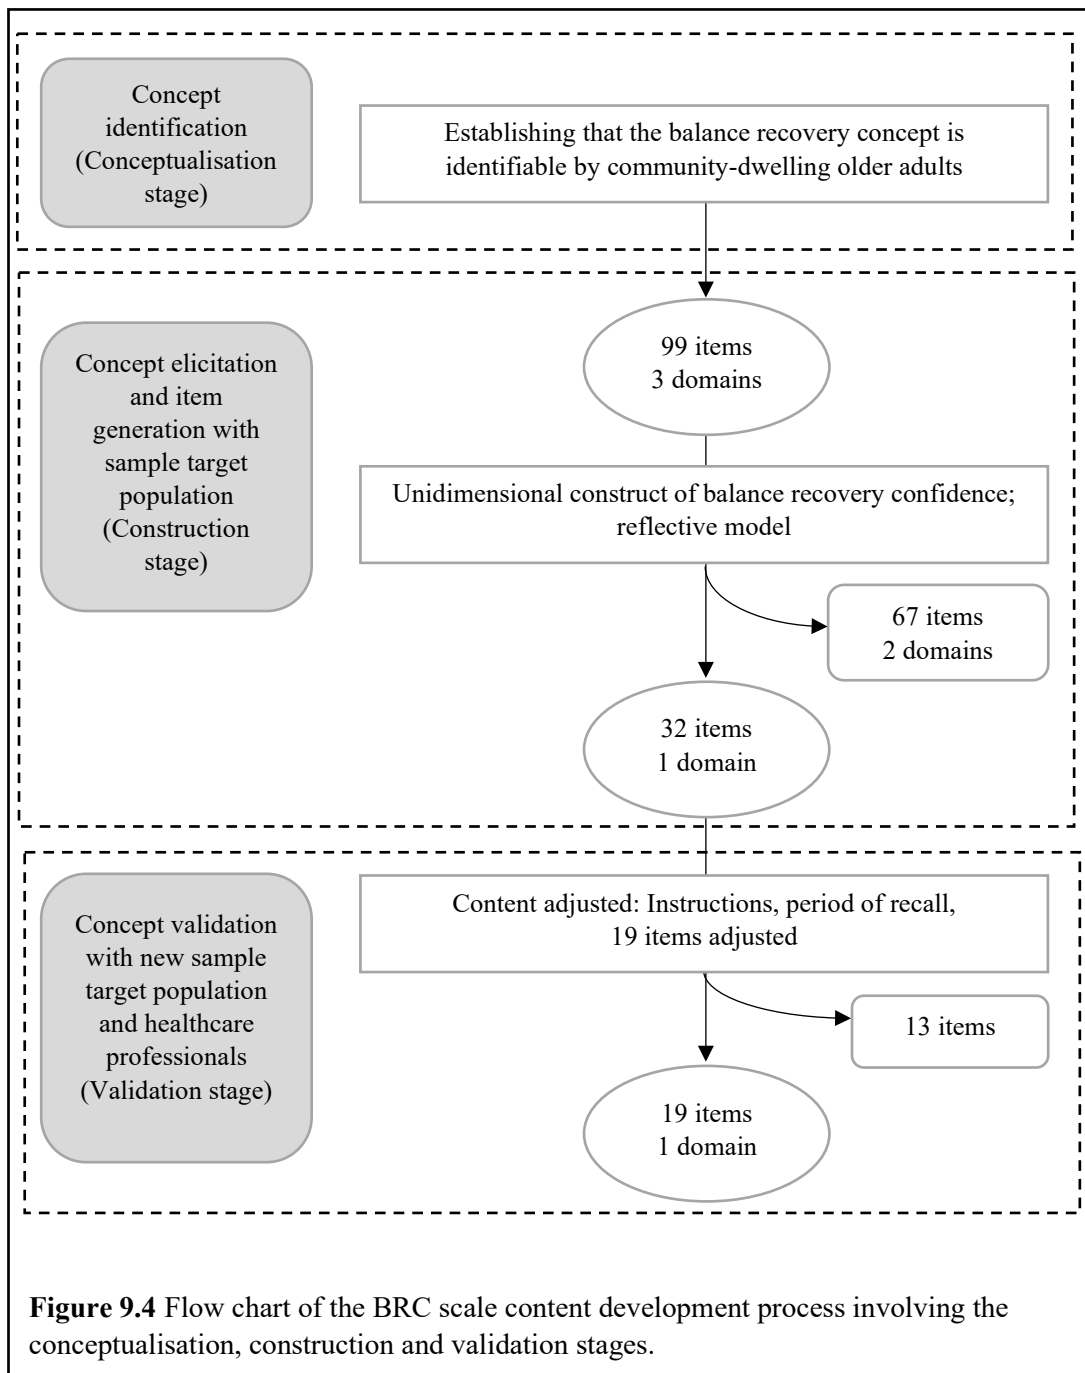 Concept
identification
(Conceptualisation
stage)
Establishing that the balance recovery concept is
identifiable by community-dwelling older adults
Concept elicitation
and item
generation with
sample target
population
(Construction
stage)
99 items
3 domains
Unidimensional construct of balance recovery confidence;
reflective model
67 items
2 domains
32 items
1 domain
Concept validation
with new sample
target population
and healthcare
professionals
(Validation stage)
Content adjusted: Instructions, period of recall,
19 items adjusted
13 items
19 items
1 domain
Figure 9.4 Flow chart of the BRC scale content development process involving the
conceptualisation, construction and validation stages.